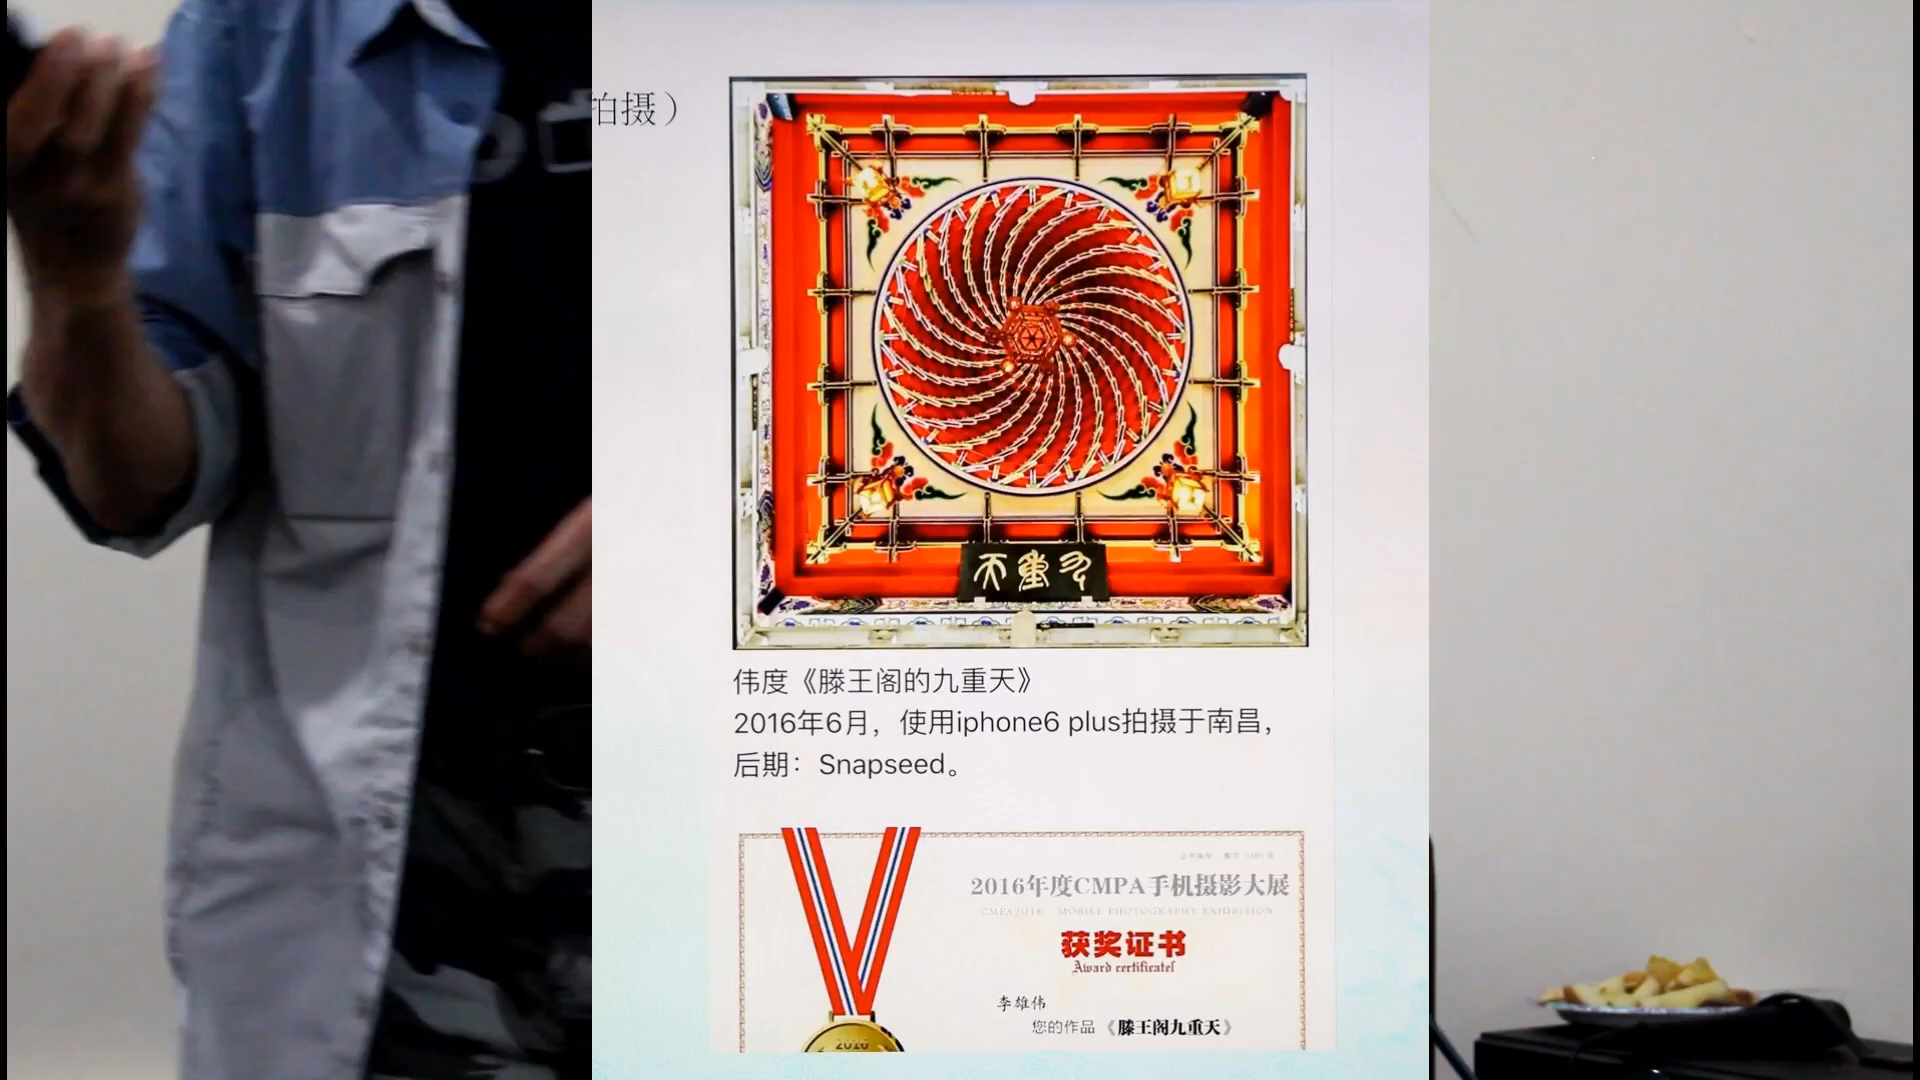 拍摄）
天重九
伟度《滕王阁的九重天》
2016年6月，使用iphone6 plus拍摄于南昌，
后期：Snapseed。
2016年度CMPA手机摄影大展
CMPA2016 MOBILE PHOTOGRAPHY EXHIBITION
获奖证书
Award certificatel
李雄伟
您的作品《滕王阁九重天》
2016